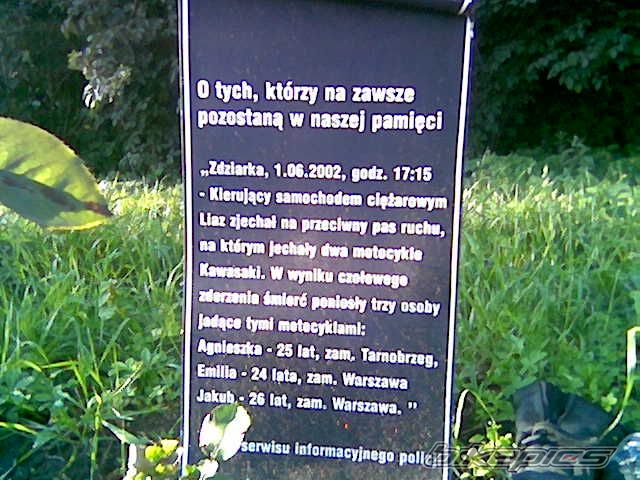 O tych, którzy na zawsze
pozostaną w naszej pamięci
„Zdziarka, 1.06.2002, godz. 17:15
- Kierujący samochodem ciężarowym
Liaz zjechał na przeciwny pas ruchu,
na którym jechały dwa motocykle
Kawasaki. W wyniku czołowego
zderzenia śmierć poniosły trzy osoby
jadące tymi motocyklami:
Agnieszka - 25 lat, zam. Tarnobrzeg,
Emilia - 24 lata, zam. Warszawa
Jakub - 26 lat, zam. Warszawa. ”
serwisu informacyjnego
bikepics